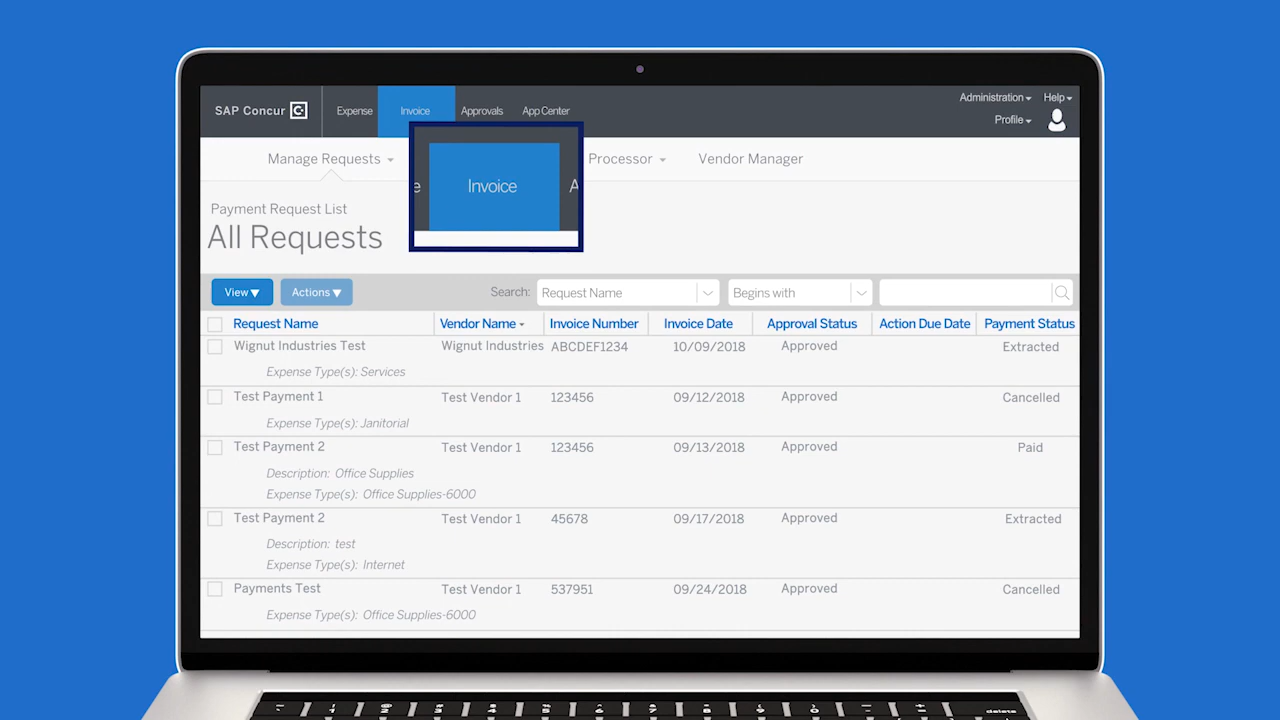 SAP Concur
Expense
Invoice
Approvals
App Center
Administration
Help
Profile
Manage Requests
Invoice
Processor
Vendor Manager
Payment Request List
All Requests
View
Actions
Search:
Request Name
Begins with
Request Name Vendor Name Invoice Number Invoice Date Approval Status Action Due Date Payment Status
Wignut Industries Test Wignut Industries ABCDEF1234 10/09/2018 Approved Extracted
Expense Type(s): Services
Test Payment 1 Test Vendor 1 123456 09/12/2018 Approved Cancelled
Expense Type(s): Janitorial
Test Payment 2 Test Vendor 1 123456 09/13/2018 Approved Paid
Description: Office Supplies
Expense Type(s): Office Supplies-6000
Test Payment 2 Test Vendor 1 45678 09/17/2018 Approved Extracted
Description: test
Expense Type(s): Internet
Payments Test Test Vendor 1 537951 09/24/2018 Approved Cancelled
Expense Type(s): Office Supplies-6000
delete